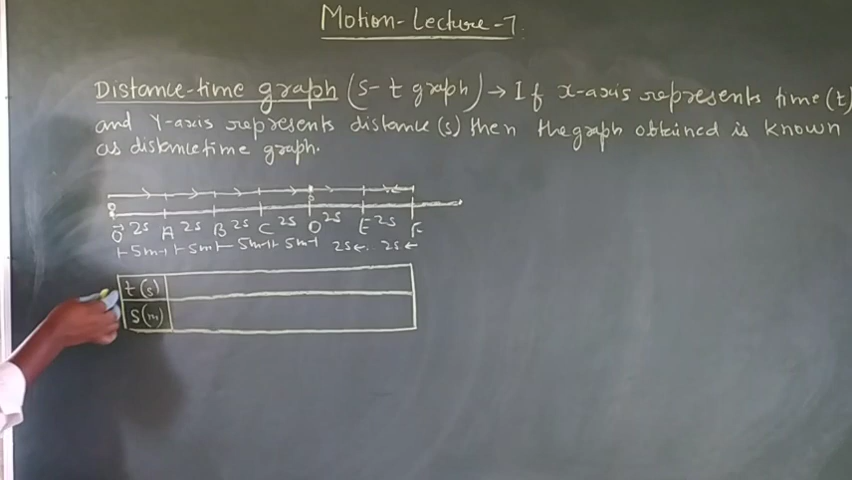 Motion-Lecture-7
Distance-time graph (s-t graph) → If x-axis represents time (t)
and Y-axis represents distance (s) then the graph obtained is known
as distance time graph.
O 2s A 2s B 2s C 2s D 2s E 2s F
5m 5m 5m 5m 2s← 2s←
t(s)
S(m)